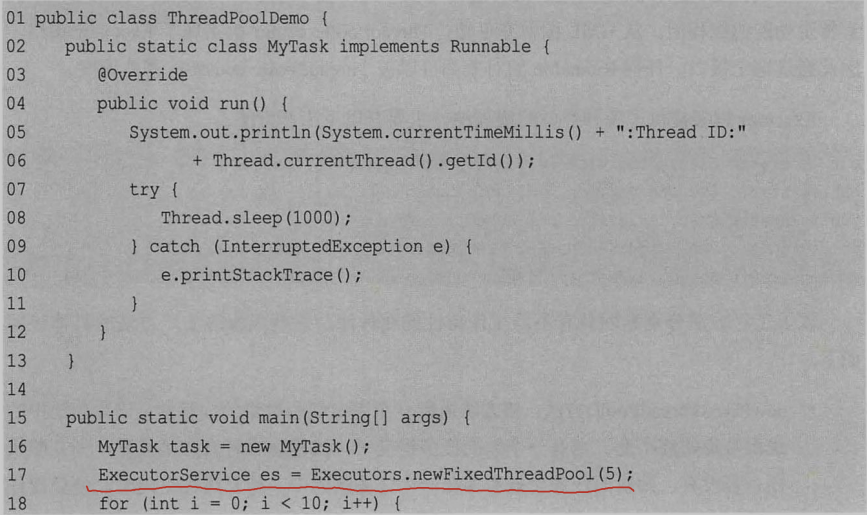 01 public class ThreadPoolDemo {
02    public static class MyTask implements Runnable {
03       @Override
04       public void run() {
05          System.out.println(System.currentTimeMillis() + ":Thread ID:"
06                + Thread.currentThread().getId());
07          try {
08             Thread.sleep(1000);
09          } catch (InterruptedException e) {
10             e.printStackTrace();
11          }
12       }
13    }
14
15    public static void main(String[] args) {
16       MyTask task = new MyTask();
17       ExecutorService es = Executors.newFixedThreadPool(5);
18       for (int i = 0; i < 10; i++) {